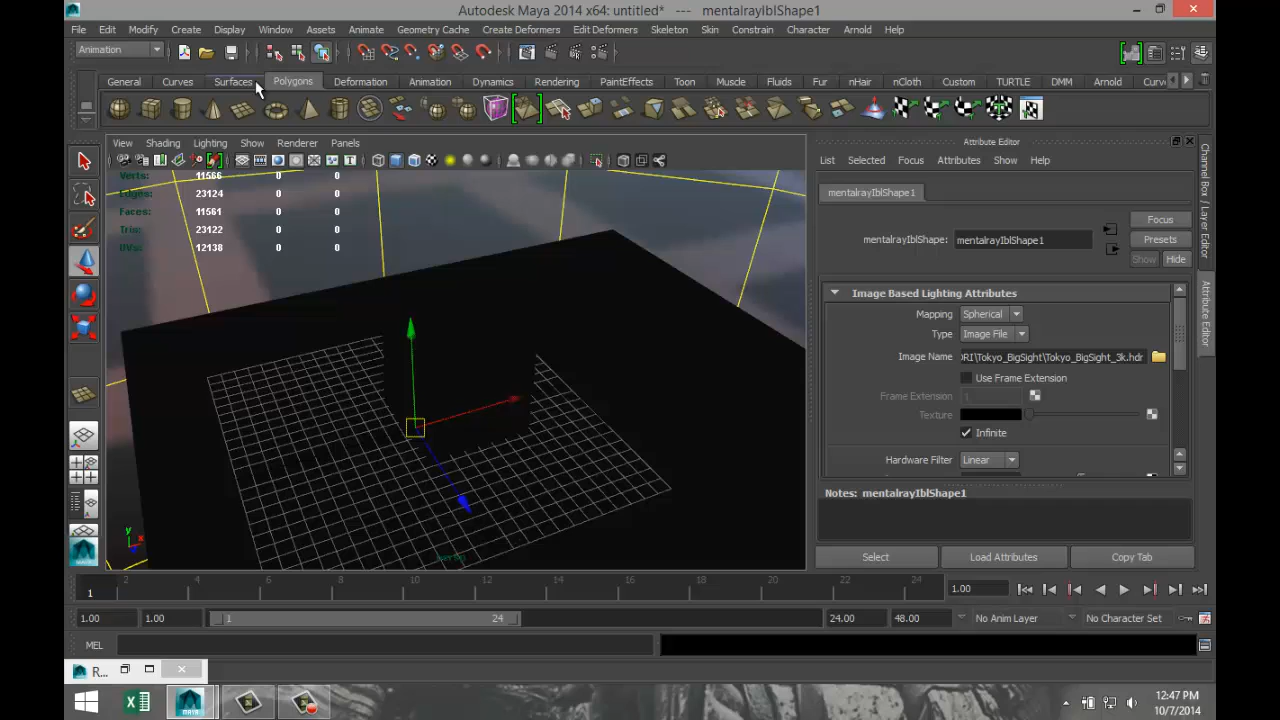 Autodesk Maya 2014 x64: untitled* --- mentalrayIblShape1
File Edit Modify Create Display Window Assets Animate Geometry Cache Create Deformers Edit Deformers Skeleton Skin Constrain Character Arnold Help
Animation
General Curves Surfaces Polygons Deformation Animation Dynamics Rendering PaintEffects Toon Muscle Fluids Fur nHair nCloth Custom TURTLE DMM Arnold Curv
View Shading Lighting Show Renderer Panels
Verts: 11566 0 0
Edges: 23124 0 0
Faces: 11561 0 0
Tris: 23122 0 0
UVs: 12138 0 0
y
x
Attribute Editor
List Selected Focus Attributes Show Help
mentalrayIblShape1
Focus
mentalrayIblShape: mentalrayIblShape1
Presets
Show Hide
Image Based Lighting Attributes
Mapping Spherical
Type Image File
Image Name DRI\Tokyo_BigSight\Tokyo_BigSight_3k.hdr
Use Frame Extension
Frame Extension 1
Texture
Infinite
Hardware Filter Linear
Notes: mentalrayIblShape1
Select Load Attributes Copy Tab
Channel Box / Layer Editor
Attribute Editor
2 4 6 8 10 12 14 16 18 20 22 24
1
1.00
1.00 1.00 1 24 24.00 48.00 No Anim Layer No Character Set
MEL
R...
12:47 PM
10/7/2014